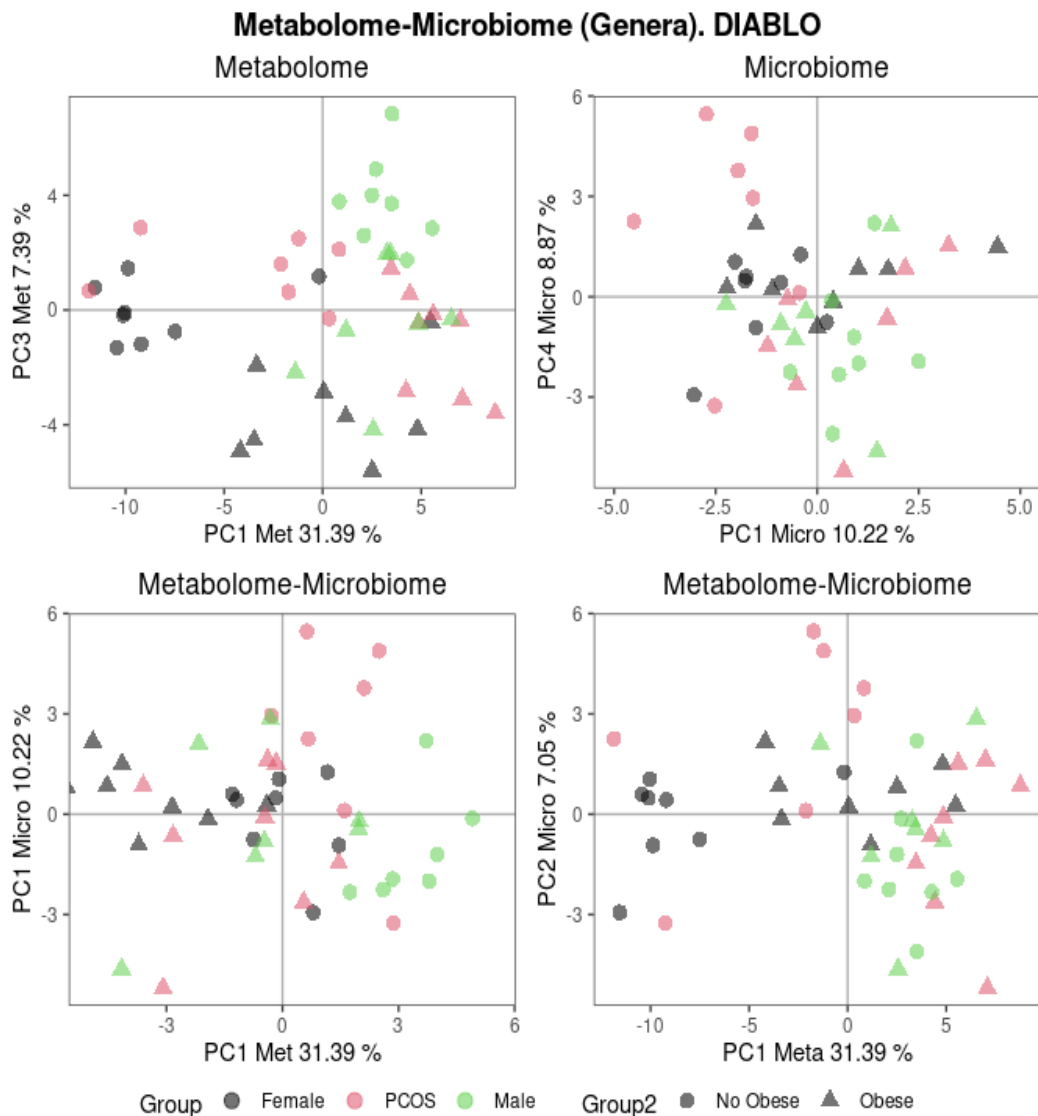 Metabolome-Microbiome (Genera). DIABLO
Metabolome
Microbiome
PC3 Met 7.39 %
4
0
-4
-10
-5
0
5
PC1 Met 31.39 %
PC4 Micro 8.87 %
6
3
0
-3
-5.0
-2.5
0.0
2.5
5.0
PC1 Micro 10.22 %
Metabolome-Microbiome
Metabolome-Microbiome
PC1 Micro 10.22 %
6
3
0
-3
-3
0
3
6
PC1 Met 31.39 %
PC2 Micro 7.05 %
6
3
0
-3
-10
-5
0
5
PC1 Meta 31.39 %
Group Female PCOS Male Group2 No Obese Obese